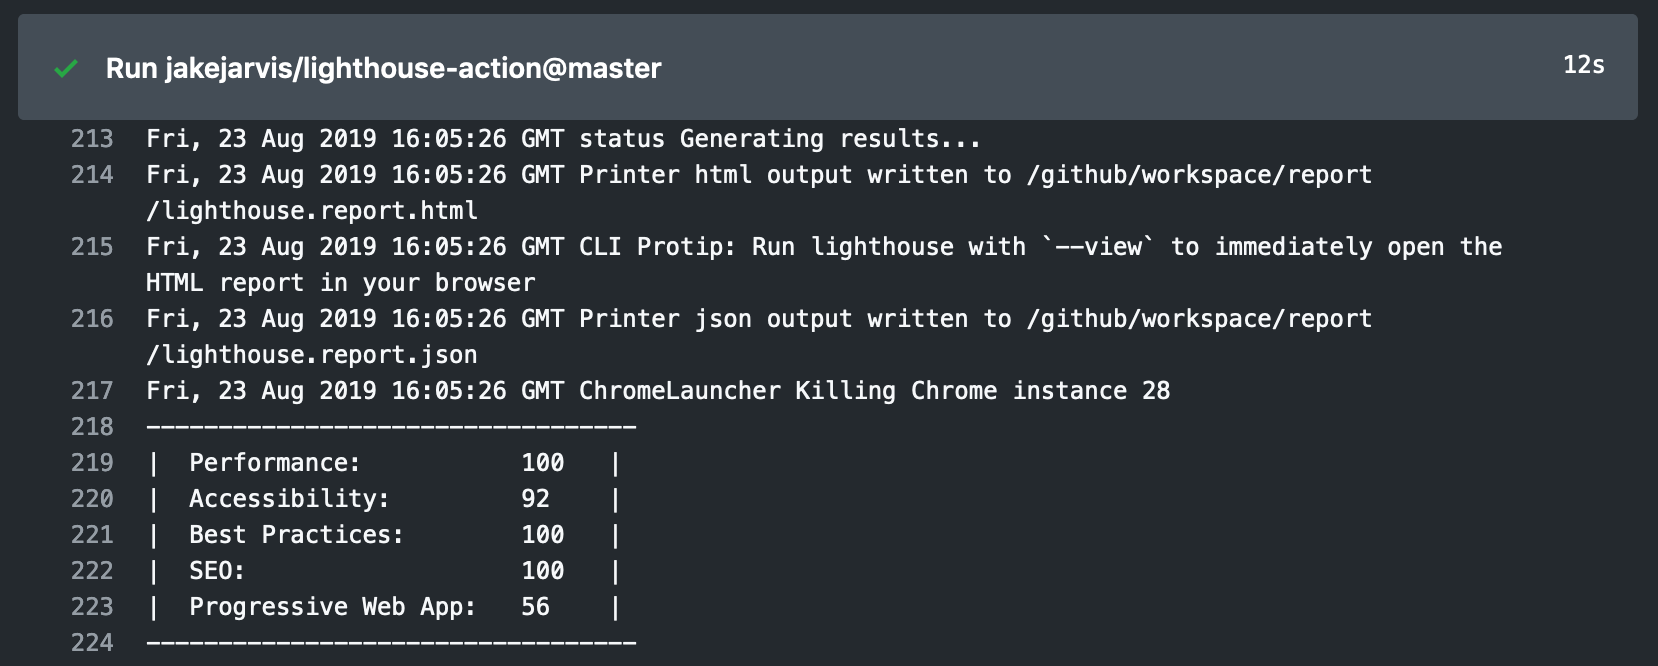 Run jakejarvis/lighthouse-action@master 12s
213 Fri, 23 Aug 2019 16:05:26 GMT status Generating results...
214 Fri, 23 Aug 2019 16:05:26 GMT Printer html output written to /github/workspace/report
/lighthouse.report.html
215 Fri, 23 Aug 2019 16:05:26 GMT CLI Protip: Run lighthouse with `--view` to immediately open the
HTML report in your browser
216 Fri, 23 Aug 2019 16:05:26 GMT Printer json output written to /github/workspace/report
/lighthouse.report.json
217 Fri, 23 Aug 2019 16:05:26 GMT ChromeLauncher Killing Chrome instance 28
218 ----------------------------------
219 |  Performance:           100   |
220 |  Accessibility:         92    |
221 |  Best Practices:        100   |
222 |  SEO:                   100   |
223 |  Progressive Web App:   56    |
224 ----------------------------------